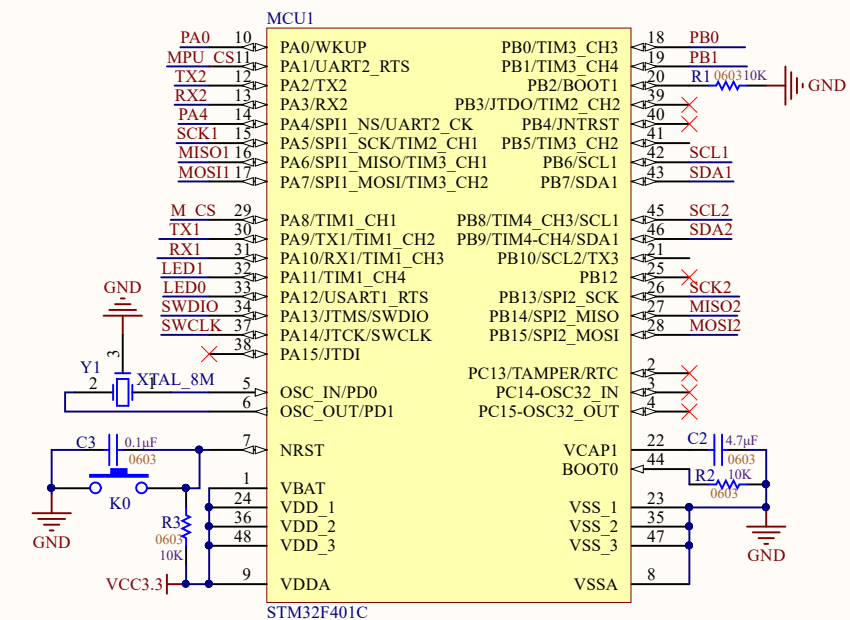 MCU1
PA0 10 PA0/WKUP PB0/TIM3_CH3 18 PB0
MPU_CS 11 PA1/UART2_RTS PB1/TIM3_CH4 19 PB1
TX2 12 PA2/TX2 PB2/BOOT1 20 R1 0603 10K GND
RX2 13 PA3/RX2 PB3/JTDO/TIM2_CH2 39
PA4 14 PA4/SPI1_NS/UART2_CK PB4/JNTRST 40
SCK1 15 PA5/SPI1_SCK/TIM2_CH1 PB5/TIM3_CH2 41
MISO1 16 PA6/SPI1_MISO/TIM3_CH1 PB6/SCL1 42 SCL1
MOSI1 17 PA7/SPI1_MOSI/TIM3_CH2 PB7/SDA1 43 SDA1
M_CS 29 PA8/TIM1_CH1 PB8/TIM4_CH3/SCL1 45 SCL2
TX1 30 PA9/TX1/TIM1_CH2 PB9/TIM4-CH4/SDA1 46 SDA2
RX1 31 PA10/RX1/TIM1_CH3 PB10/SCL2/TX3 21
LED1 32 PA11/TIM1_CH4 PB12 25
LED0 33 PA12/USART1_RTS PB13/SPI2_SCK 26 SCK2
SWDIO 34 PA13/JTMS/SWDIO PB14/SPI2_MISO 27 MISO2
SWCLK 37 PA14/JTCK/SWCLK PB15/SPI2_MOSI 28 MOSI2
38 PA15/JTDI
GND
3
Y1
2 1 XTAL_8M
PC13/TAMPER/RTC 2
5 OSC_IN/PD0 PC14-OSC32_IN 3
6 OSC_OUT/PD1 PC15-OSC32_OUT 4
C3 0.1μF 7 NRST VCAP1 22 C2 4.7μF
0603 0603
BOOT0 44 R2 10K
0603
K0
1 VBAT
24 VDD_1 VSS_1 23
R3 36 VDD_2 VSS_2 35
0603 48 VDD_3 VSS_3 47
10K
GND GND
VCC3.3 9 VDDA VSSA 8
STM32F401C